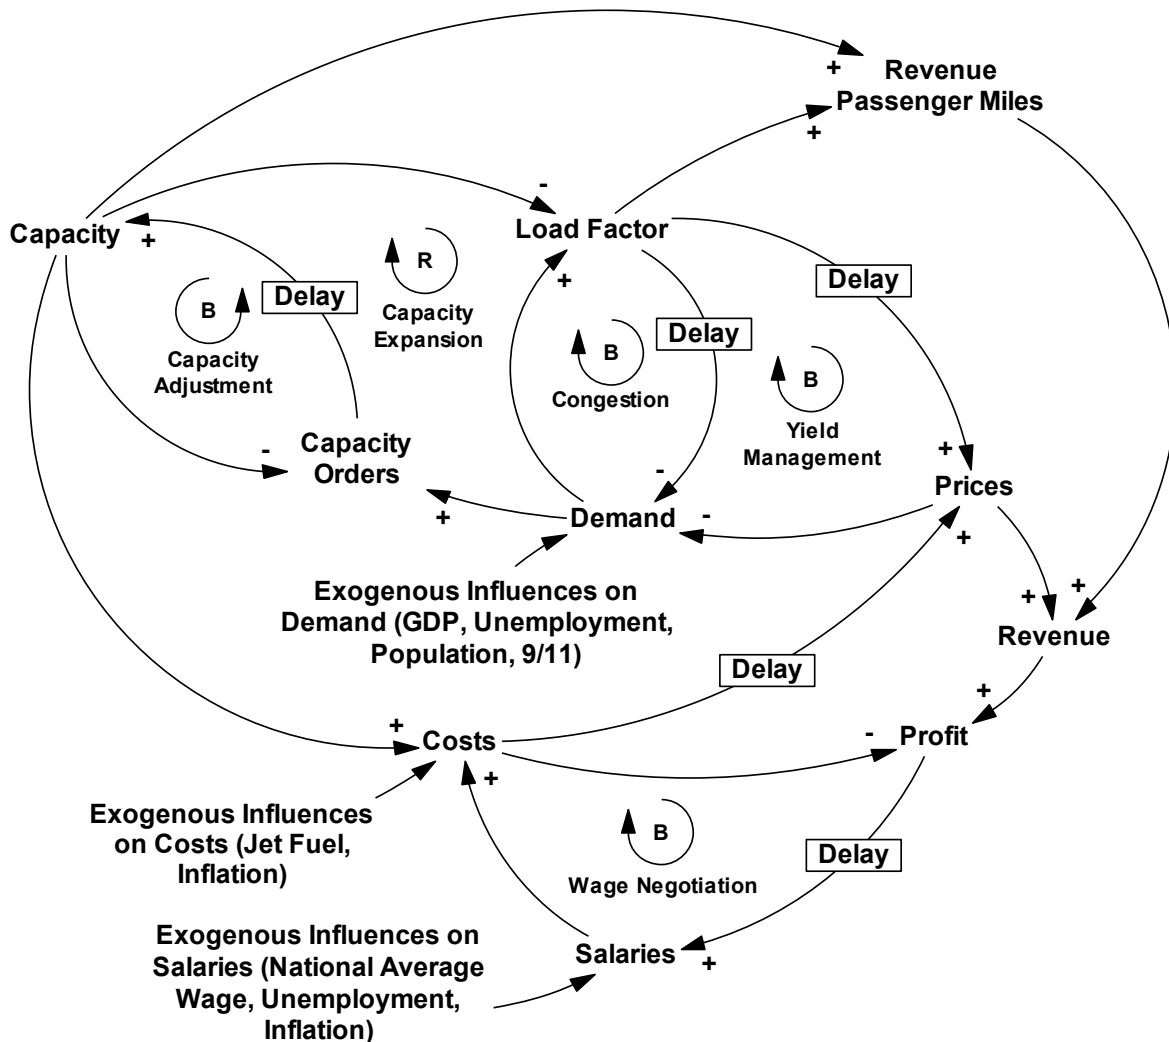 +
Revenue
Passenger Miles
+
-
Capacity
+
Load Factor
+
R
Capacity
Expansion
Delay
Delay
B
Capacity
Adjustment
Delay
B
Congestion
B
Yield
Management
-
Capacity
Orders
+
Demand
-
-
+
Prices
+
Exogenous Influences on
Demand (GDP, Unemployment,
Population, 9/11)
+
+
Revenue
Delay
+
+
Costs
-
Profit
+
Exogenous Influences
on Costs (Jet Fuel,
Inflation)
B
Wage Negotiation
Delay
Exogenous Influences on
Salaries (National Average
Wage, Unemployment,
Inflation)
Salaries
+